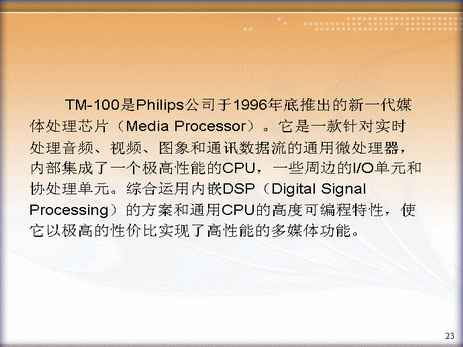 TM-100是Philips公司于1996年底推出的新一代媒
体处理芯片（Media Processor）。它是一款针对实时
处理音频、视频、图象和通讯数据流的通用微处理器，
内部集成了一个极高性能的CPU，一些周边的I/O单元和
协处理单元。综合运用内嵌DSP（Digital Signal
Processing）的方案和通用CPU的高度可编程特性，使
它以极高的性价比实现了高性能的多媒体功能。
23